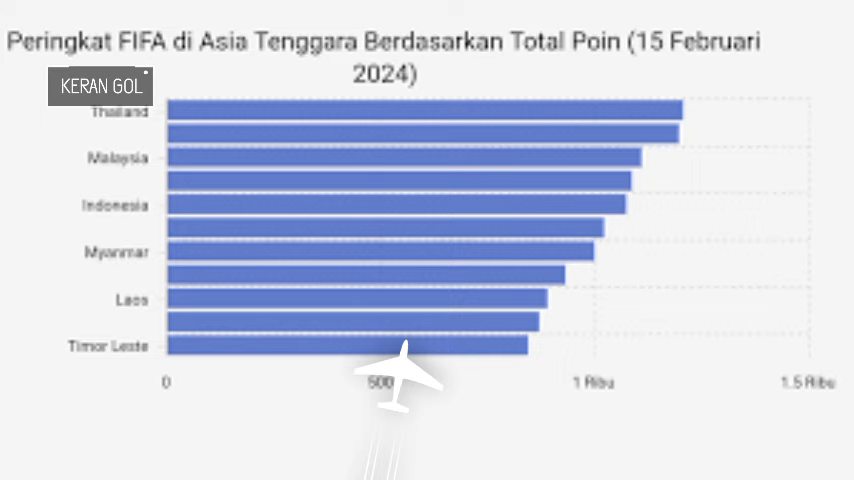 Peringkat FIFA di Asia Tenggara Berdasarkan Total Poin (15 Februari
2024)
KERAN GOL
Thailand
Malaysia
Indonesia
Myanmar
Laos
Timor Leste
0 500 1 Ribu 1.5 Ribu